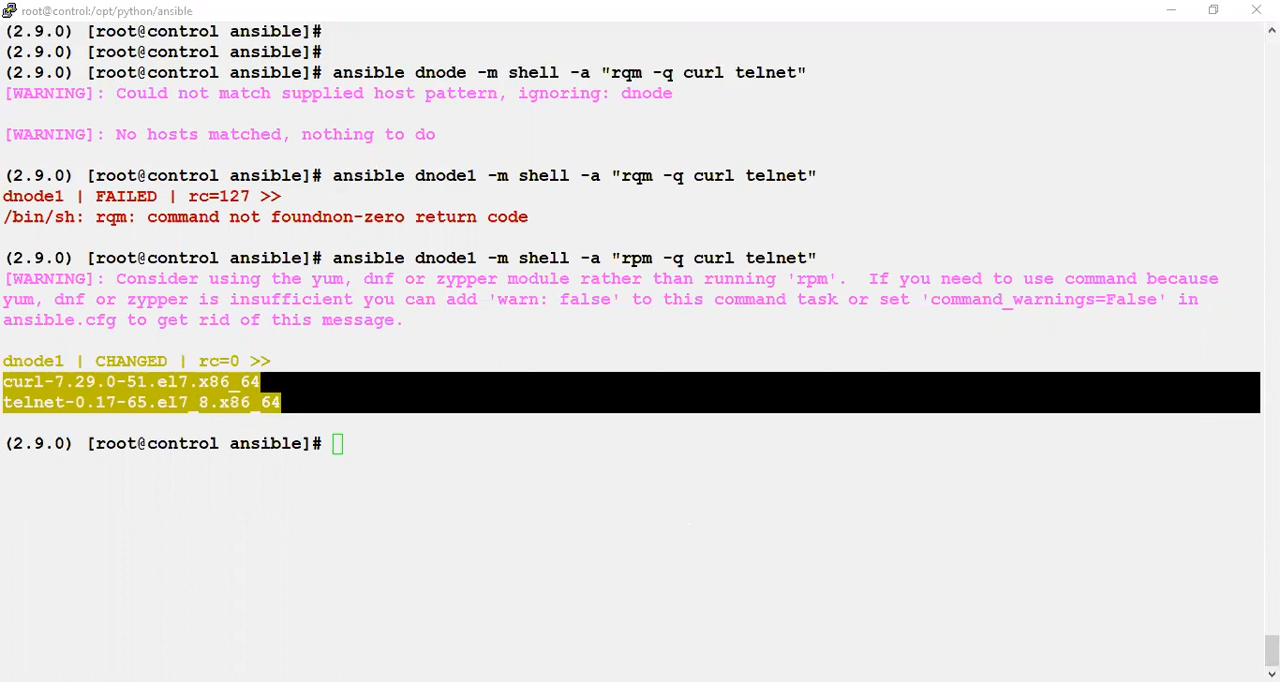 root@control:/opt/python/ansible
(2.9.0) [root@control ansible]#
(2.9.0) [root@control ansible]#
(2.9.0) [root@control ansible]# ansible dnode -m shell -a "rqm -q curl telnet"
[WARNING]: Could not match supplied host pattern, ignoring: dnode
[WARNING]: No hosts matched, nothing to do
(2.9.0) [root@control ansible]# ansible dnode1 -m shell -a "rqm -q curl telnet"
dnode1 | FAILED | rc=127 >>
/bin/sh: rqm: command not foundnon-zero return code
(2.9.0) [root@control ansible]# ansible dnode1 -m shell -a "rpm -q curl telnet"
[WARNING]: Consider using the yum, dnf or zypper module rather than running 'rpm'.  If you need to use command because
yum, dnf or zypper is insufficient you can add 'warn: false' to this command task or set 'command_warnings=False' in
ansible.cfg to get rid of this message.
dnode1 | CHANGED | rc=0 >>
curl-7.29.0-51.el7.x86_64
telnet-0.17-65.el7_8.x86_64
(2.9.0) [root@control ansible]#